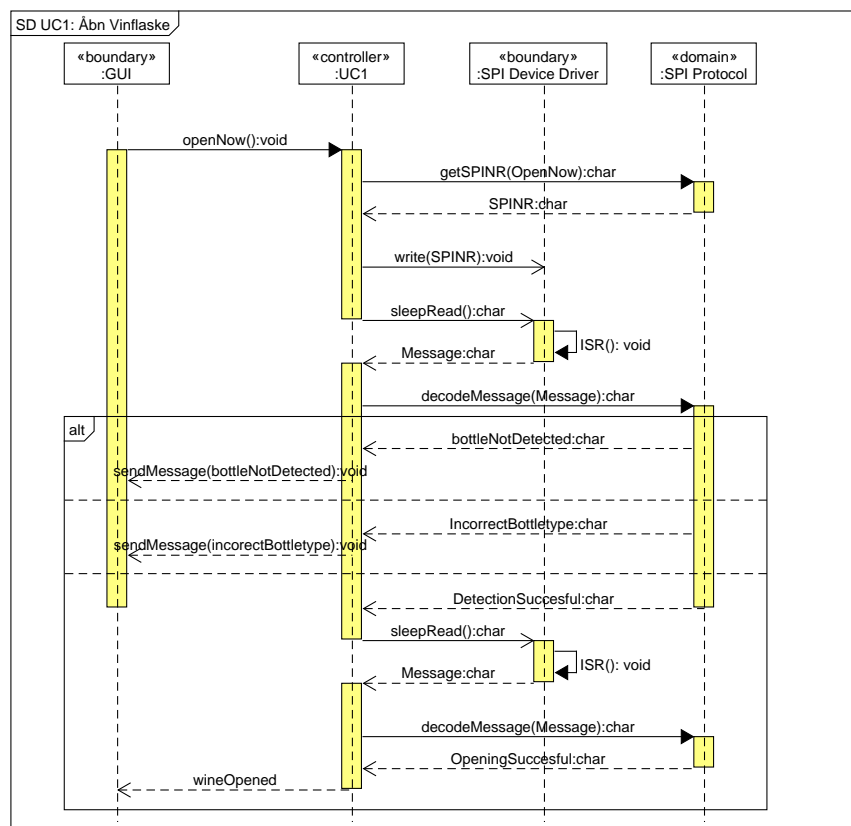 SD UC1: Åbn Vinflaske
«boundary»
:GUI
«controller»
:UC1
«boundary»
:SPI Device Driver
«domain»
:SPI Protocol
openNow():void
getSPINR(OpenNow):char
SPINR:char
write(SPINR):void
sleepRead():char
ISR(): void
Message:char
decodeMessage(Message):char
alt
bottleNotDetected:char
sendMessage(bottleNotDetected):void
IncorrectBottletype:char
sendMessage(incorectBottletype):void
DetectionSuccesful:char
sleepRead():char
ISR(): void
Message:char
decodeMessage(Message):char
OpeningSuccesful:char
wineOpened